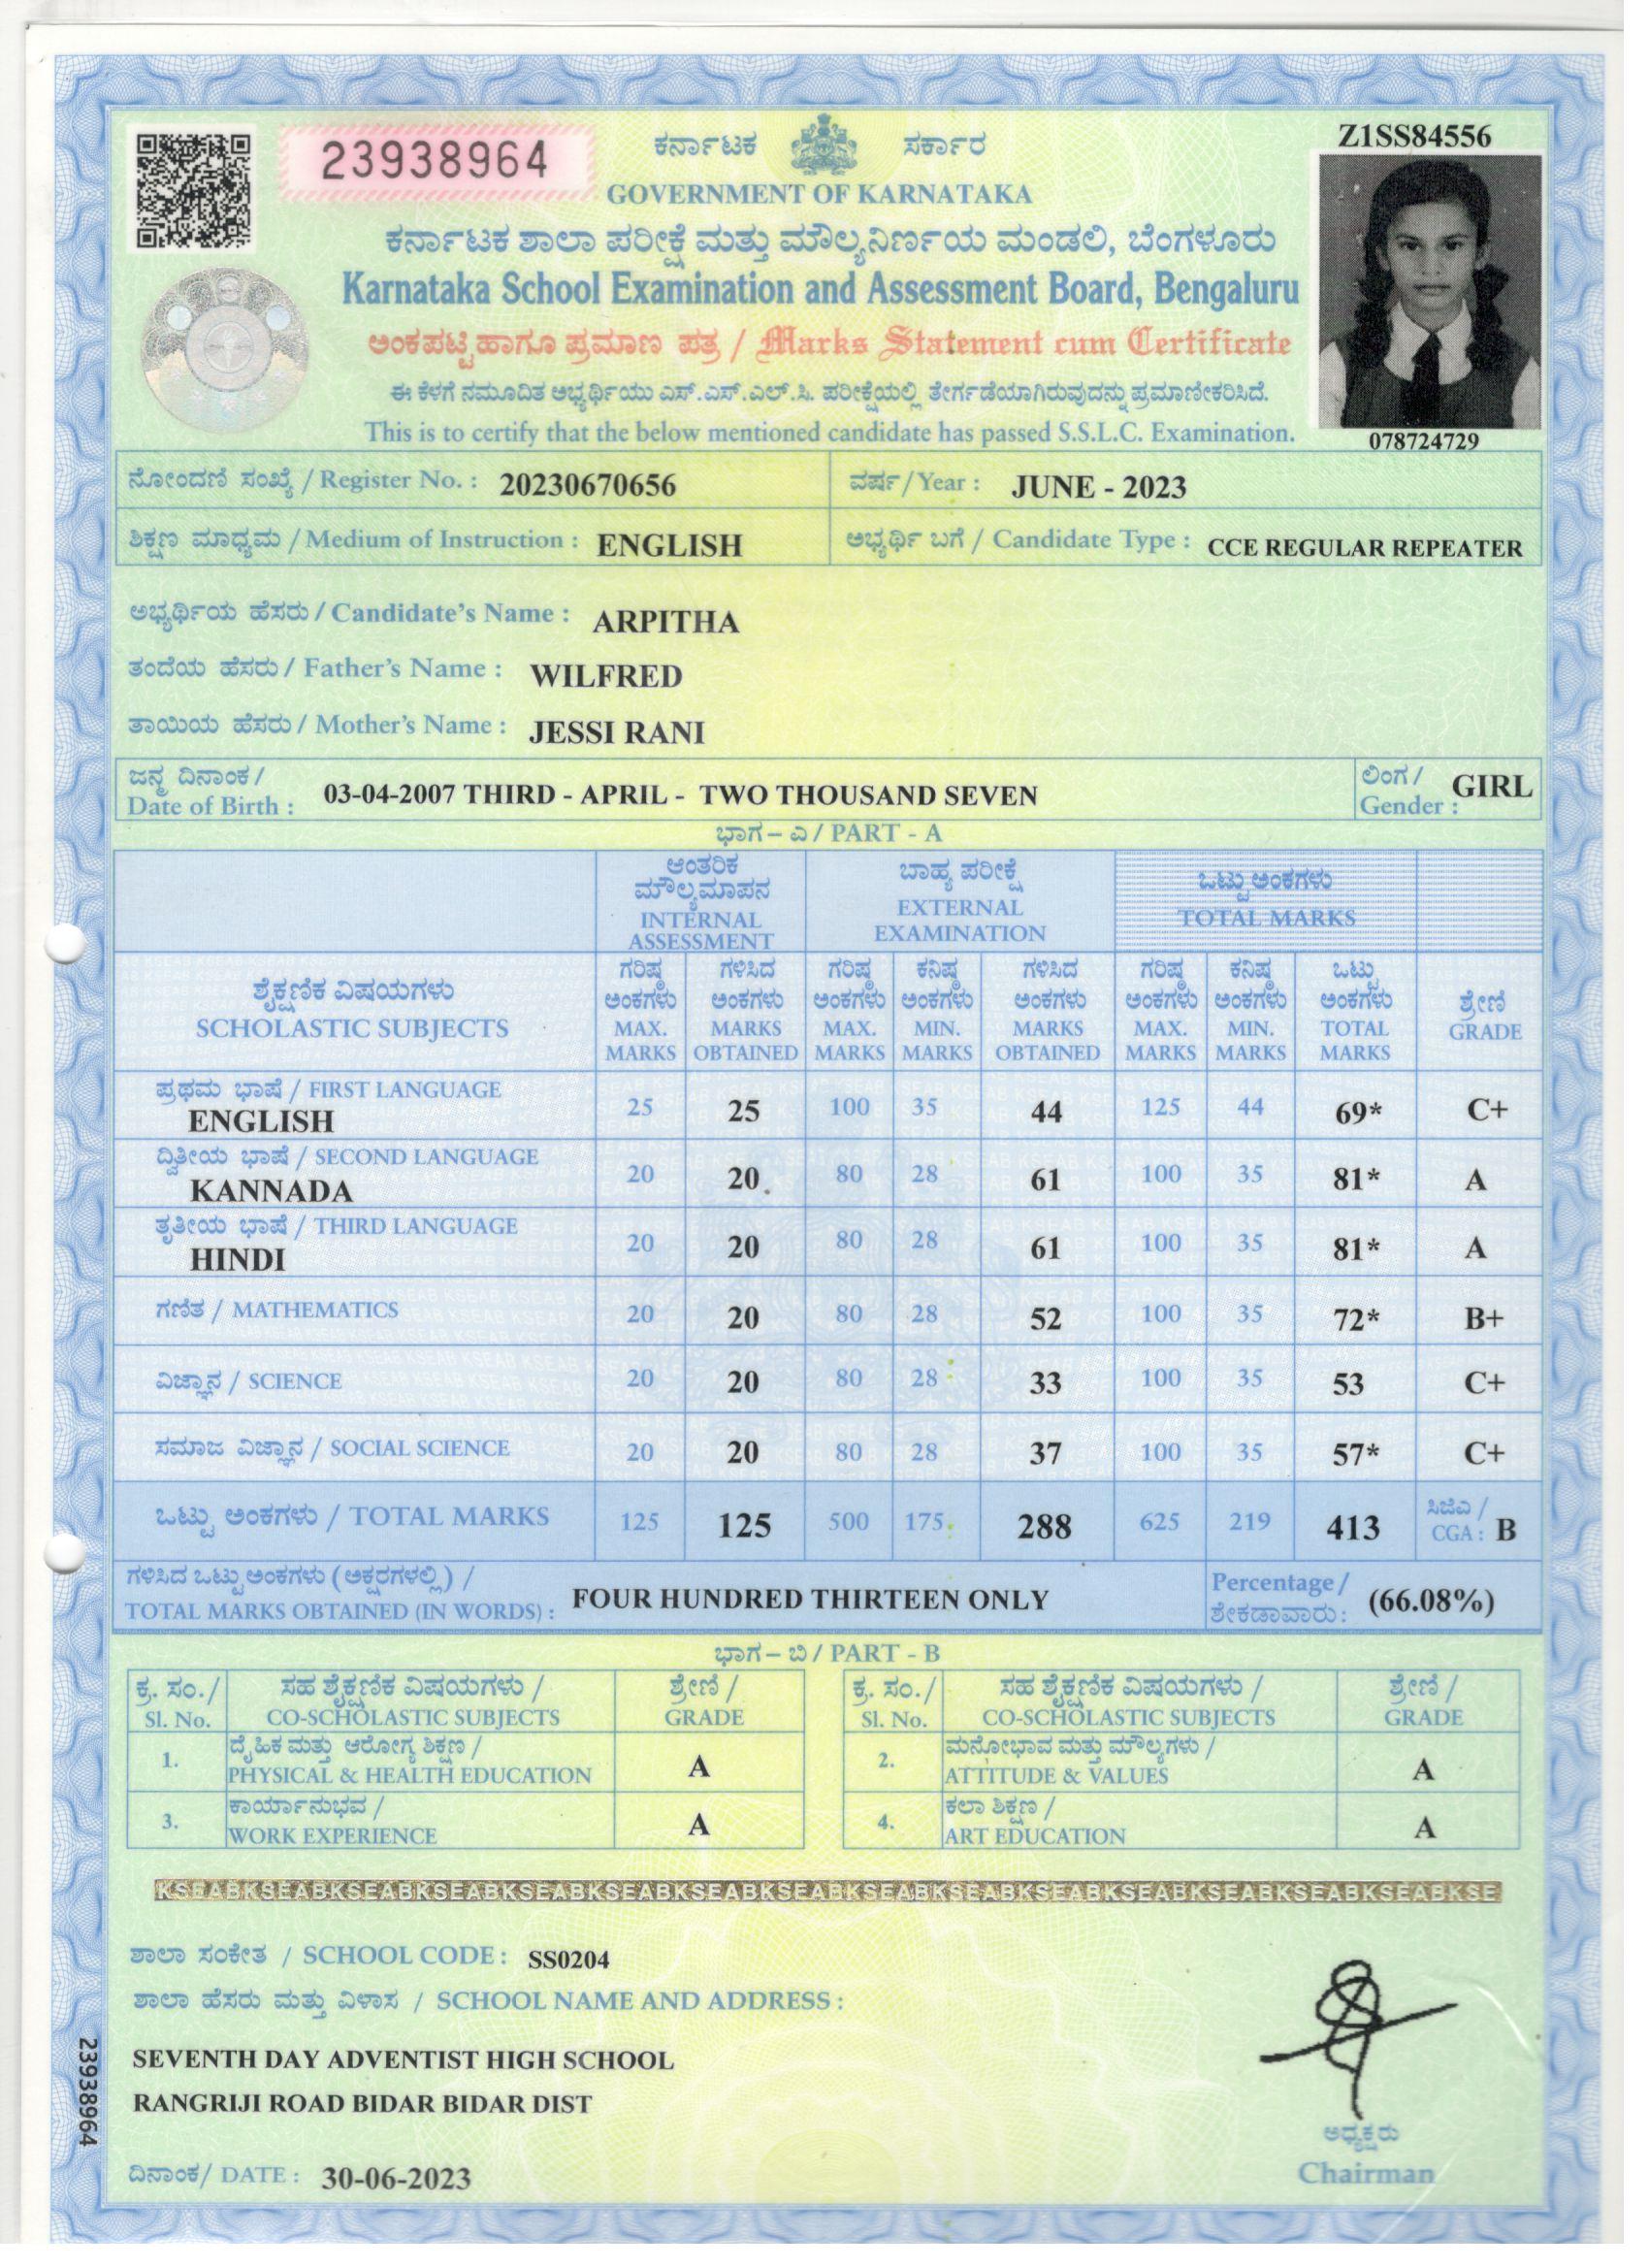 23938964
ಕರ್ನಾಟಕ ಸರ್ಕಾರ
GOVERNMENT OF KARNATAKA
Z1SS84556
ಕರ್ನಾಟಕ ಶಾಲಾ ಪರೀಕ್ಷೆ ಮತ್ತು ಮೌಲ್ಯನಿರ್ಣಯ ಮಂಡಲಿ, ಬೆಂಗಳೂರು
Karnataka School Examination and Assessment Board, Bengaluru
ಅಂಕಪಟ್ಟಿ ಹಾಗೂ ಪ್ರಮಾಣ ಪತ್ರ / Marks Statement cum Certificate
ಈ ಕೆಳಗೆ ನಮೂದಿತ ಅಭ್ಯರ್ಥಿಯು ಎಸ್.ಎಸ್.ಎಲ್.ಸಿ. ಪರೀಕ್ಷೆಯಲ್ಲಿ ತೇರ್ಗಡೆಯಾಗಿರುವುದನ್ನು ಪ್ರಮಾಣೀಕರಿಸಿದೆ.
This is to certify that the below mentioned candidate has passed S.S.L.C. Examination.
078724729
ನೋಂದಣಿ ಸಂಖ್ಯೆ / Register No. : 20230670656 ವರ್ಷ/Year : JUNE - 2023
ಶಿಕ್ಷಣ ಮಾಧ್ಯಮ / Medium of Instruction : ENGLISH ಅಭ್ಯರ್ಥಿ ಬಗೆ / Candidate Type : CCE REGULAR REPEATER
ಅಭ್ಯರ್ಥಿಯ ಹೆಸರು / Candidate's Name : ARPITHA
ತಂದೆಯ ಹೆಸರು / Father's Name : WILFRED
ತಾಯಿಯ ಹೆಸರು / Mother's Name : JESSI RANI
ಜನ್ಮ ದಿನಾಂಕ / Date of Birth : 03-04-2007 THIRD - APRIL - TWO THOUSAND SEVEN ಲಿಂಗ / Gender : GIRL
ಭಾಗ – ಎ / PART - A
ಆಂತರಿಕ ಮೌಲ್ಯಮಾಪನ INTERNAL ASSESSMENT ಬಾಹ್ಯ ಪರೀಕ್ಷೆ EXTERNAL EXAMINATION ಒಟ್ಟು ಅಂಕಗಳು TOTAL MARKS
ಶೈಕ್ಷಣಿಕ ವಿಷಯಗಳು ಗರಿಷ್ಠ ಅಂಕಗಳು ಗಳಿಸಿದ ಅಂಕಗಳು ಗರಿಷ್ಠ ಅಂಕಗಳು ಕನಿಷ್ಠ ಅಂಕಗಳು ಗಳಿಸಿದ ಅಂಕಗಳು ಗರಿಷ್ಠ ಅಂಕಗಳು ಕನಿಷ್ಠ ಅಂಕಗಳು ಒಟ್ಟು ಅಂಕಗಳು ಶ್ರೇಣಿ
SCHOLASTIC SUBJECTS MAX. MARKS MARKS OBTAINED MAX. MARKS MIN. MARKS MARKS OBTAINED MAX. MARKS MIN. MARKS TOTAL MARKS GRADE
ಪ್ರಥಮ ಭಾಷೆ / FIRST LANGUAGE
ENGLISH 25 25 100 35 44 125 44 69* C+
ದ್ವಿತೀಯ ಭಾಷೆ / SECOND LANGUAGE
KANNADA 20 20 80 28 61 100 35 81* A
ತೃತೀಯ ಭಾಷೆ / THIRD LANGUAGE
HINDI 20 20 80 28 61 100 35 81* A
ಗಣಿತ / MATHEMATICS 20 20 80 28 52 100 35 72* B+
ವಿಜ್ಞಾನ / SCIENCE 20 20 80 28 33 100 35 53 C+
ಸಮಾಜ ವಿಜ್ಞಾನ / SOCIAL SCIENCE 20 20 80 28 37 100 35 57* C+
ಒಟ್ಟು ಅಂಕಗಳು / TOTAL MARKS 125 125 500 175 288 625 219 413 ಸಿಜಿಎ / CGA : B
ಗಳಿಸಿದ ಒಟ್ಟು ಅಂಕಗಳು (ಅಕ್ಷರಗಳಲ್ಲಿ) /
TOTAL MARKS OBTAINED (IN WORDS) : FOUR HUNDRED THIRTEEN ONLY Percentage / ಶೇಕಡಾವಾರು : (66.08%)
ಭಾಗ – ಬಿ / PART - B
ಕ್ರ. ಸಂ./ Sl. No. ಸಹ ಶೈಕ್ಷಣಿಕ ವಿಷಯಗಳು / CO-SCHOLASTIC SUBJECTS ಶ್ರೇಣಿ / GRADE ಕ್ರ. ಸಂ./ Sl. No. ಸಹ ಶೈಕ್ಷಣಿಕ ವಿಷಯಗಳು / CO-SCHOLASTIC SUBJECTS ಶ್ರೇಣಿ / GRADE
1. ದೈಹಿಕ ಮತ್ತು ಆರೋಗ್ಯ ಶಿಕ್ಷಣ / PHYSICAL & HEALTH EDUCATION A 2. ಮನೋಭಾವ ಮತ್ತು ಮೌಲ್ಯಗಳು / ATTITUDE & VALUES A
3. ಕಾರ್ಯಾನುಭವ / WORK EXPERIENCE A 4. ಕಲಾ ಶಿಕ್ಷಣ / ART EDUCATION A
KSEABKSEABKSEABKSEABKSEABKSEABKSEABKSEABKSEABKSEABKSEABKSEABKSEABKSEABKSEABKSEABKSE
ಶಾಲಾ ಸಂಕೇತ / SCHOOL CODE : SS0204
ಶಾಲಾ ಹೆಸರು ಮತ್ತು ವಿಳಾಸ / SCHOOL NAME AND ADDRESS :
SEVENTH DAY ADVENTIST HIGH SCHOOL
RANGRIJI ROAD BIDAR BIDAR DIST
23938964
ಅಧ್ಯಕ್ಷರು
Chairman
ದಿನಾಂಕ/ DATE : 30-06-2023